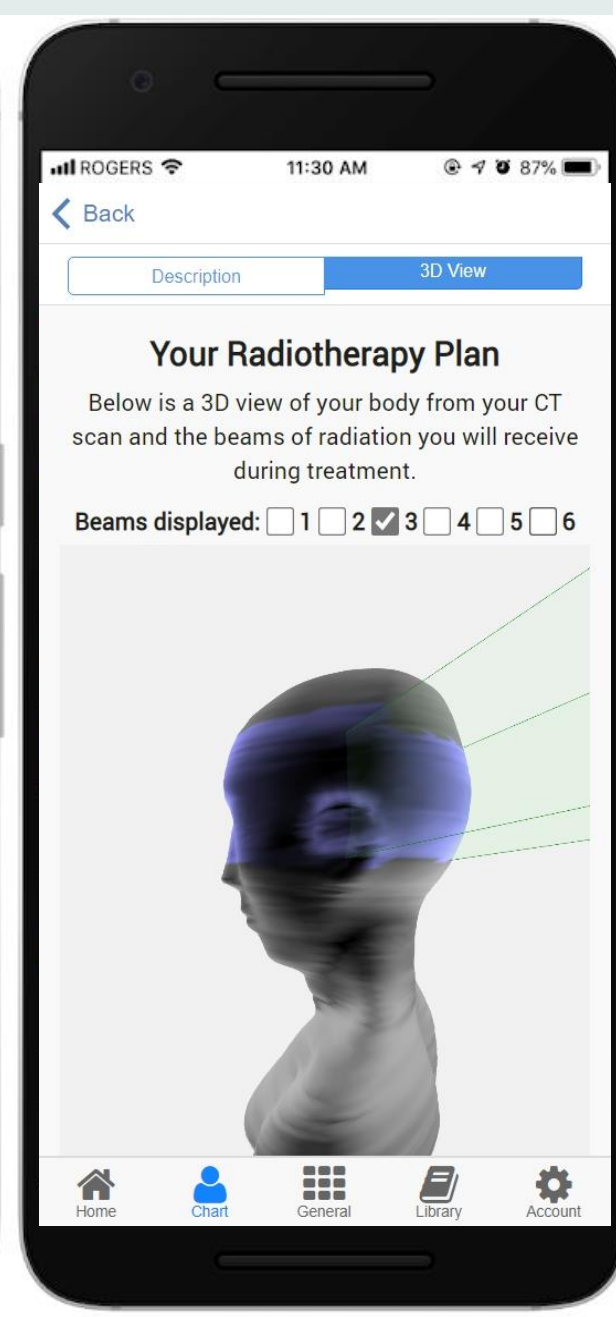 ROGERS 11:30 AM 87%
Back
Description 3D View
Your Radiotherapy Plan
Below is a 3D view of your body from your CT
scan and the beams of radiation you will receive
during treatment.
Beams displayed: 1 2 3 4 5 6
Home Chart General Library Account